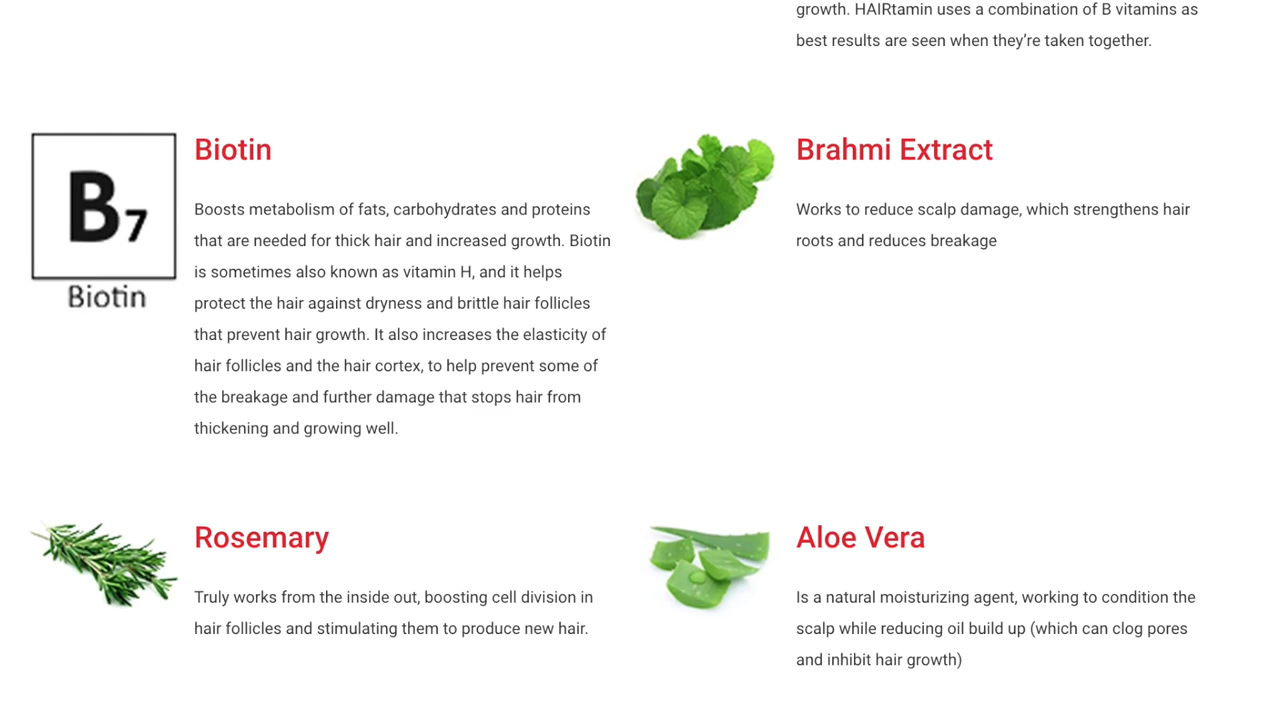 growth. HAIRtamin uses a combination of B vitamins as
best results are seen when they’re taken together.
B7
Biotin
Biotin
Boosts metabolism of fats, carbohydrates and proteins
that are needed for thick hair and increased growth. Biotin
is sometimes also known as vitamin H, and it helps
protect the hair against dryness and brittle hair follicles
that prevent hair growth. It also increases the elasticity of
hair follicles and the hair cortex, to help prevent some of
the breakage and further damage that stops hair from
thickening and growing well.
Brahmi Extract
Works to reduce scalp damage, which strengthens hair
roots and reduces breakage
Rosemary
Truly works from the inside out, boosting cell division in
hair follicles and stimulating them to produce new hair.
Aloe Vera
Is a natural moisturizing agent, working to condition the
scalp while reducing oil build up (which can clog pores
and inhibit hair growth)